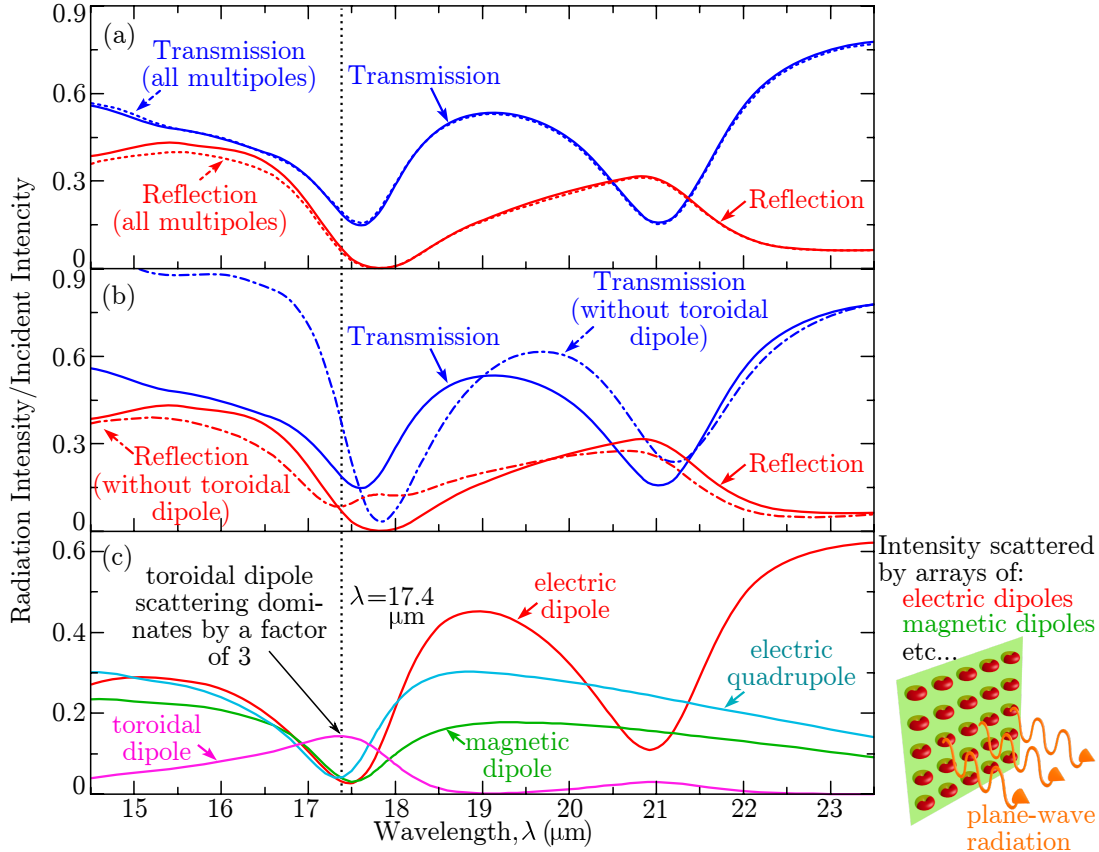 Radiation Intensity/Incident Intencity
0.9
0.6
0.3
0
(a)
Transmission
(all multipoles)
Transmission
Reflection
(all multipoles)
Reflection
0.9
0.6
0.3
0
(b)
Transmission
(without toroidal
dipole)
Transmission
Reflection
(without toroidal
dipole)
Reflection
0.6
0.4
0.2
0
(c)
toroidal dipole
scattering domi-
nates by a factor
of 3
λ=17.4
μm
electric
dipole
electric
quadrupole
toroidal
dipole
magnetic
dipole
15 16 17 18 19 20 21 22 23
Wavelength, λ (μm)
Intensity scattered
by arrays of:
electric dipoles
magnetic dipoles
etc...
plane-wave
radiation